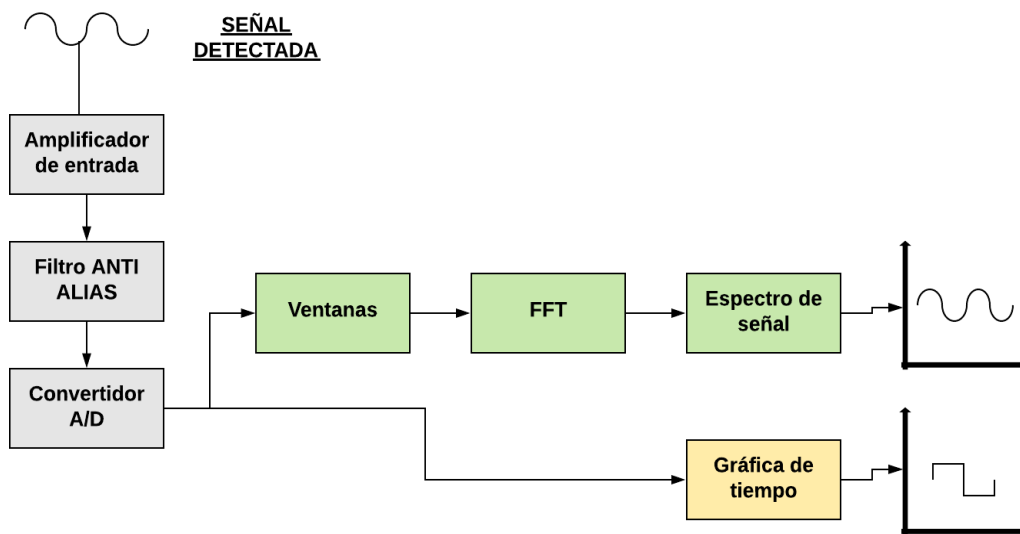 SEÑAL
DETECTADA
Amplificador
de entrada
Filtro ANTI
ALIAS
Convertidor
A/D
Ventanas
FFT
Espectro de
señal
Gráfica de
tiempo